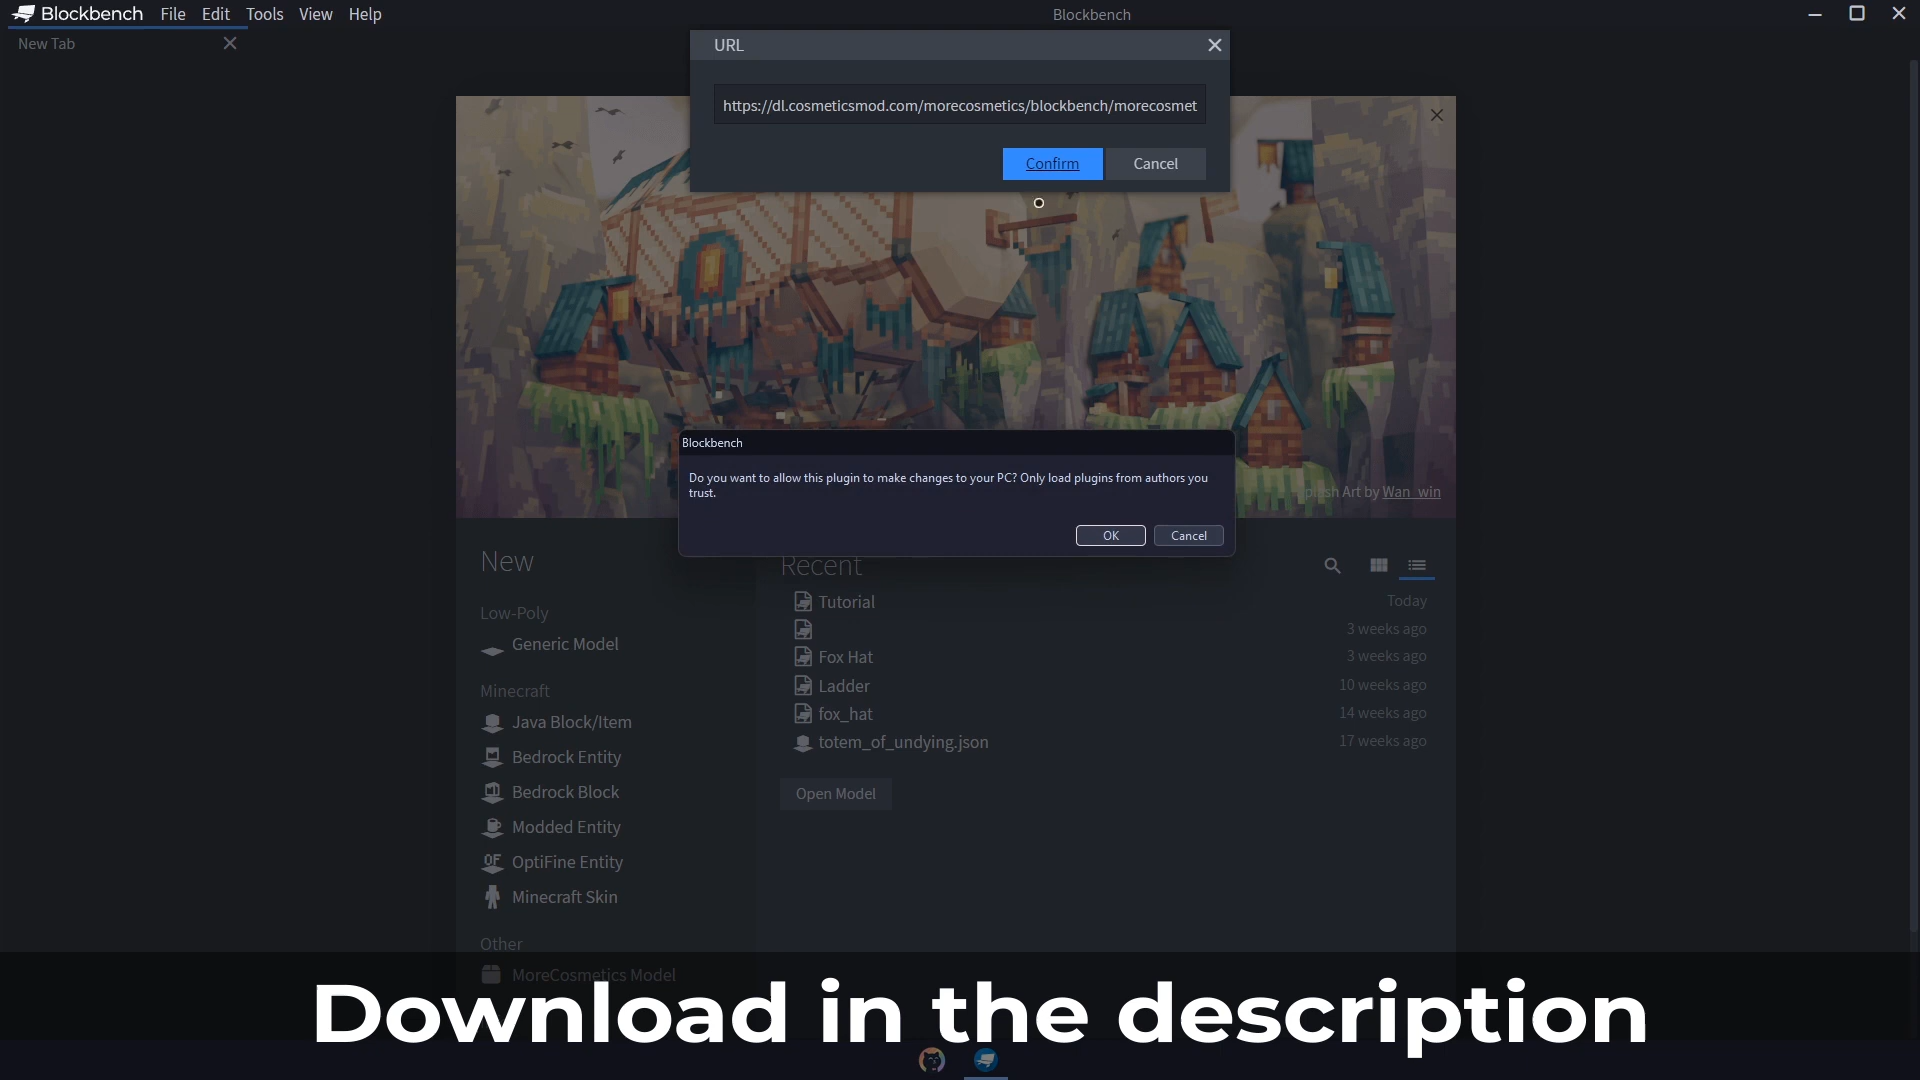 Blockbench File Edit Tools View Help Blockbench
New Tab
URL
https://dl.cosmeticsmod.com/morecosmetics/blockbench/morecosmet
Confirm Cancel
Blockbench
Do you want to allow this plugin to make changes to your PC? Only load plugins from authors you
trust.
OK Cancel
Art by Wan_win
New
Low-Poly
Generic Model
Minecraft
Java Block/Item
Bedrock Entity
Bedrock Block
Modded Entity
OptiFine Entity
Minecraft Skin
Other
MoreCosmetics Model
Recent
Tutorial Today
3 weeks ago
Fox Hat 3 weeks ago
Ladder 10 weeks ago
fox_hat 14 weeks ago
totem_of_undying.json 17 weeks ago
Open Model
Download in the description